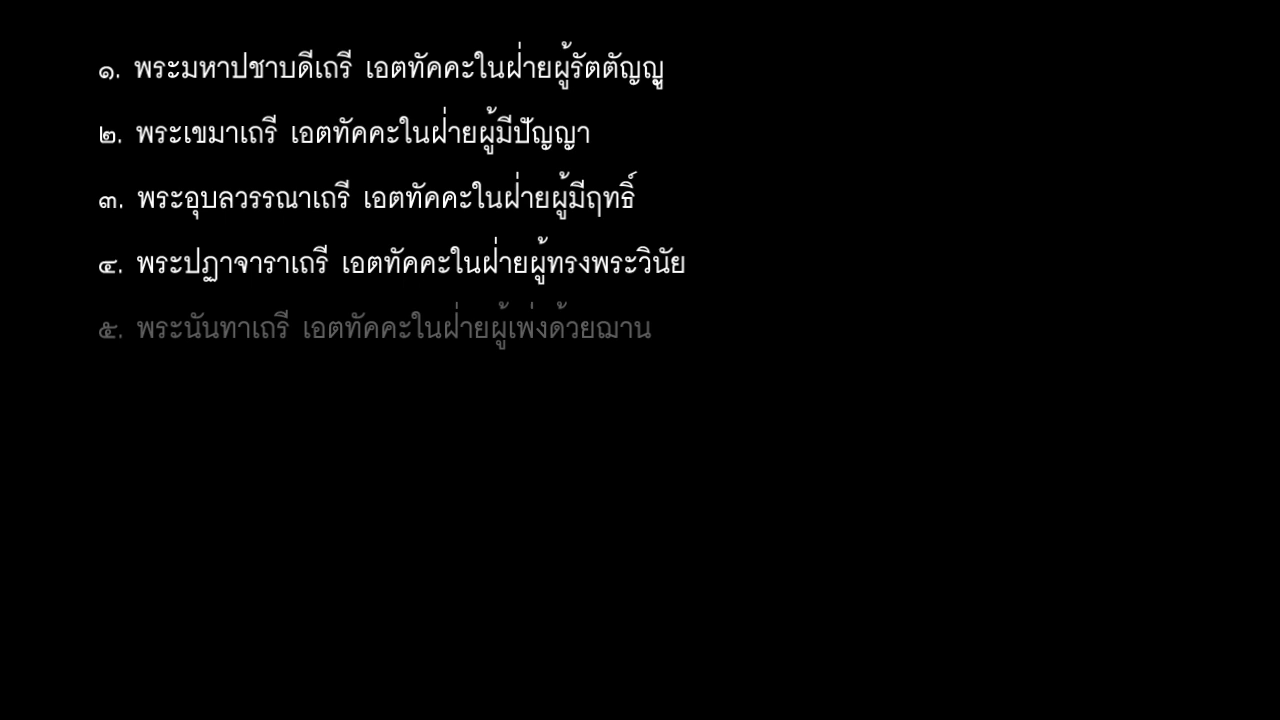 ๑. พระมหาปชาบดีเถรี เอตทัคคะในฝ่ายผู้รัตตัญญู
๒. พระเขมาเถรี เอตทัคคะในฝ่ายผู้มีปัญญา
๓. พระอุบลวรรณาเถรี เอตทัคคะในฝ่ายผู้มีฤทธิ์
๔. พระปฏาจาราเถรี เอตทัคคะในฝ่ายผู้ทรงพระวินัย
๕. พระนันทาเถรี เอตทัคคะในฝ่ายผู้เพ่งด้วยฌาน